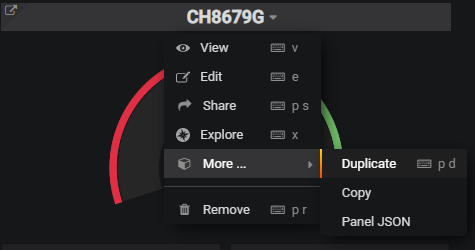 CH8679G
View v
Edit e
Share p s
Explore x
More ...
Duplicate p d
Copy
Remove p r
Panel JSON